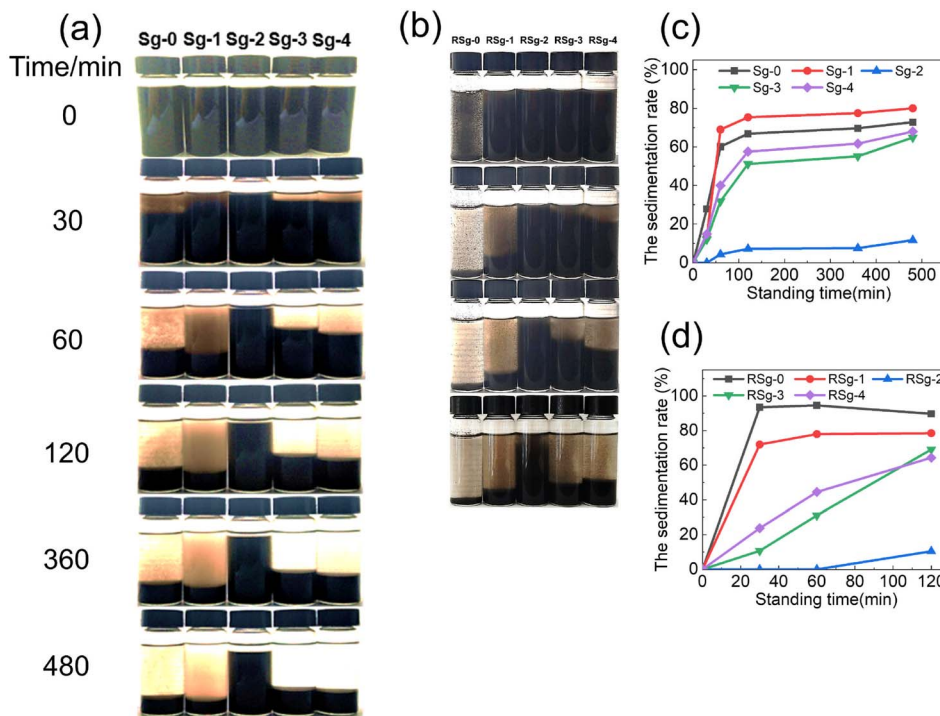 (a)
Sg-0 Sg-1 Sg-2 Sg-3 Sg-4
Time/min
0
30
60
120
360
480
(b)
RSg-0 RSg-1 RSg-2 RSg-3 RSg-4
(c)
The sedimentation rate (%)
100
80
60
40
20
0
Sg-0 Sg-1 Sg-2
Sg-3 Sg-4
0 100 200 300 400 500
Standing time(min)
(d)
The sedimentation rate (%)
100
80
60
40
20
0
RSg-0 RSg-1 RSg-2
RSg-3 RSg-4
0 20 40 60 80 100 120
Standing time(min)